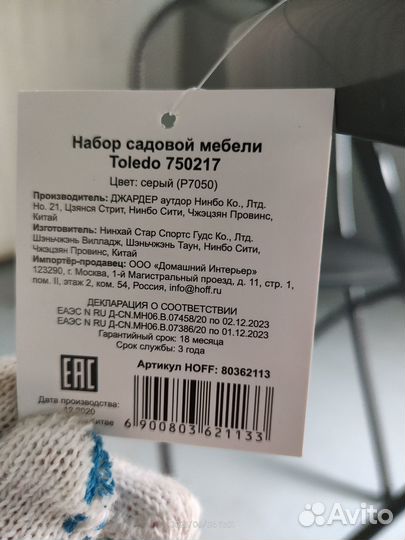 Набор садовой мебели
Toledo 750217
Цвет: серый (P7050)
Производитель: ДЖАРДЕР аутдор Нинбо Ко., Лтд.
Но. 21, Цзянся Стрит, Нинбо Сити, Чжэцзян Провинс,
Китай
Изготовитель: Нинхай Стар Спортс Гудс Ко., Лтд.
Шэньчжэнь Вилладж, Шэньчжэнь Таун, Нинбо Сити,
Чжэцзян Провинс, Китай
Импортёр-продавец: ООО «Домашний Интерьер»
123290, г. Москва, 1-й Магистральный проезд, д. 11, стр. 1,
пом. II, этаж 2, ком. 54, Россия, info@hoff.ru
ДЕКЛАРАЦИЯ О СООТВЕТСТВИИ
ЕАЭС N RU Д-CN.МН06.В.07458/20 по 02.12.2023
ЕАЭС N RU Д-CN.МН06.В.07386/20 по 01.12.2023
Гарантийный срок: 18 месяца
Срок службы: 3 года
Артикул HOFF: 80362113
EAC
Дата производства:
12.2020
Китае
6 900803 621133
Avito